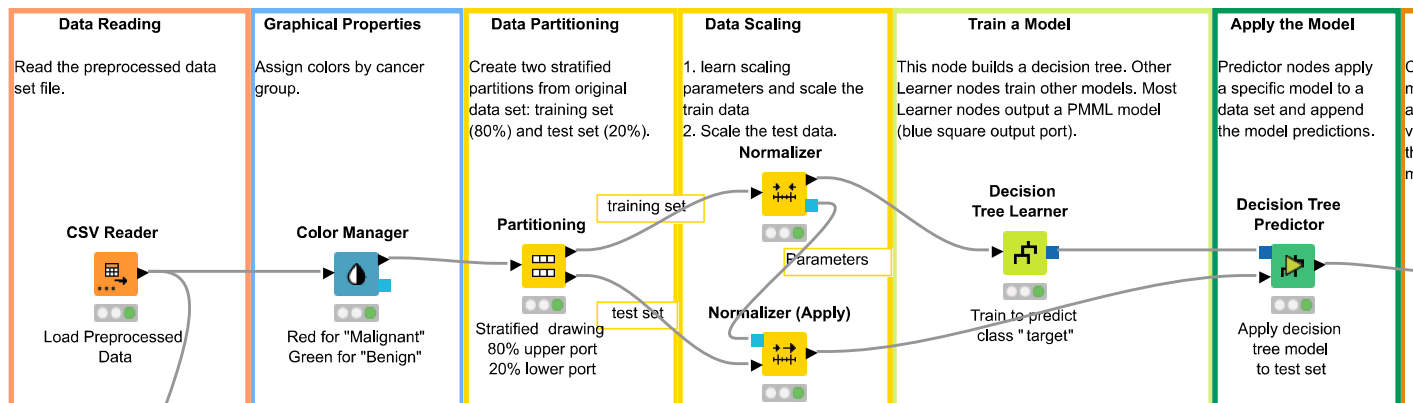 Data Reading
Read the preprocessed data
set file.
CSV Reader
Load Preprocessed
Data
Graphical Properties
Assign colors by cancer
group.
Color Manager
Red for "Malignant"
Green for "Benign"
Data Partitioning
Create two stratified
partitions from original
data set: training set
(80%) and test set (20%).
Partitioning
Stratified drawing
80% upper port
20% lower port
training set
test set
Data Scaling
1. learn scaling
parameters and scale the
train data
2. Scale the test data.
Normalizer
Parameters
Normalizer (Apply)
Train a Model
This node builds a decision tree. Other
Learner nodes train other models. Most
Learner nodes output a PMML model
(blue square output port).
Decision
Tree Learner
Train to predict
class "target"
Apply the Model
Predictor nodes apply
a specific model to a
data set and append
the model predictions.
Decision Tree
Predictor
Apply decision
tree model
to test set